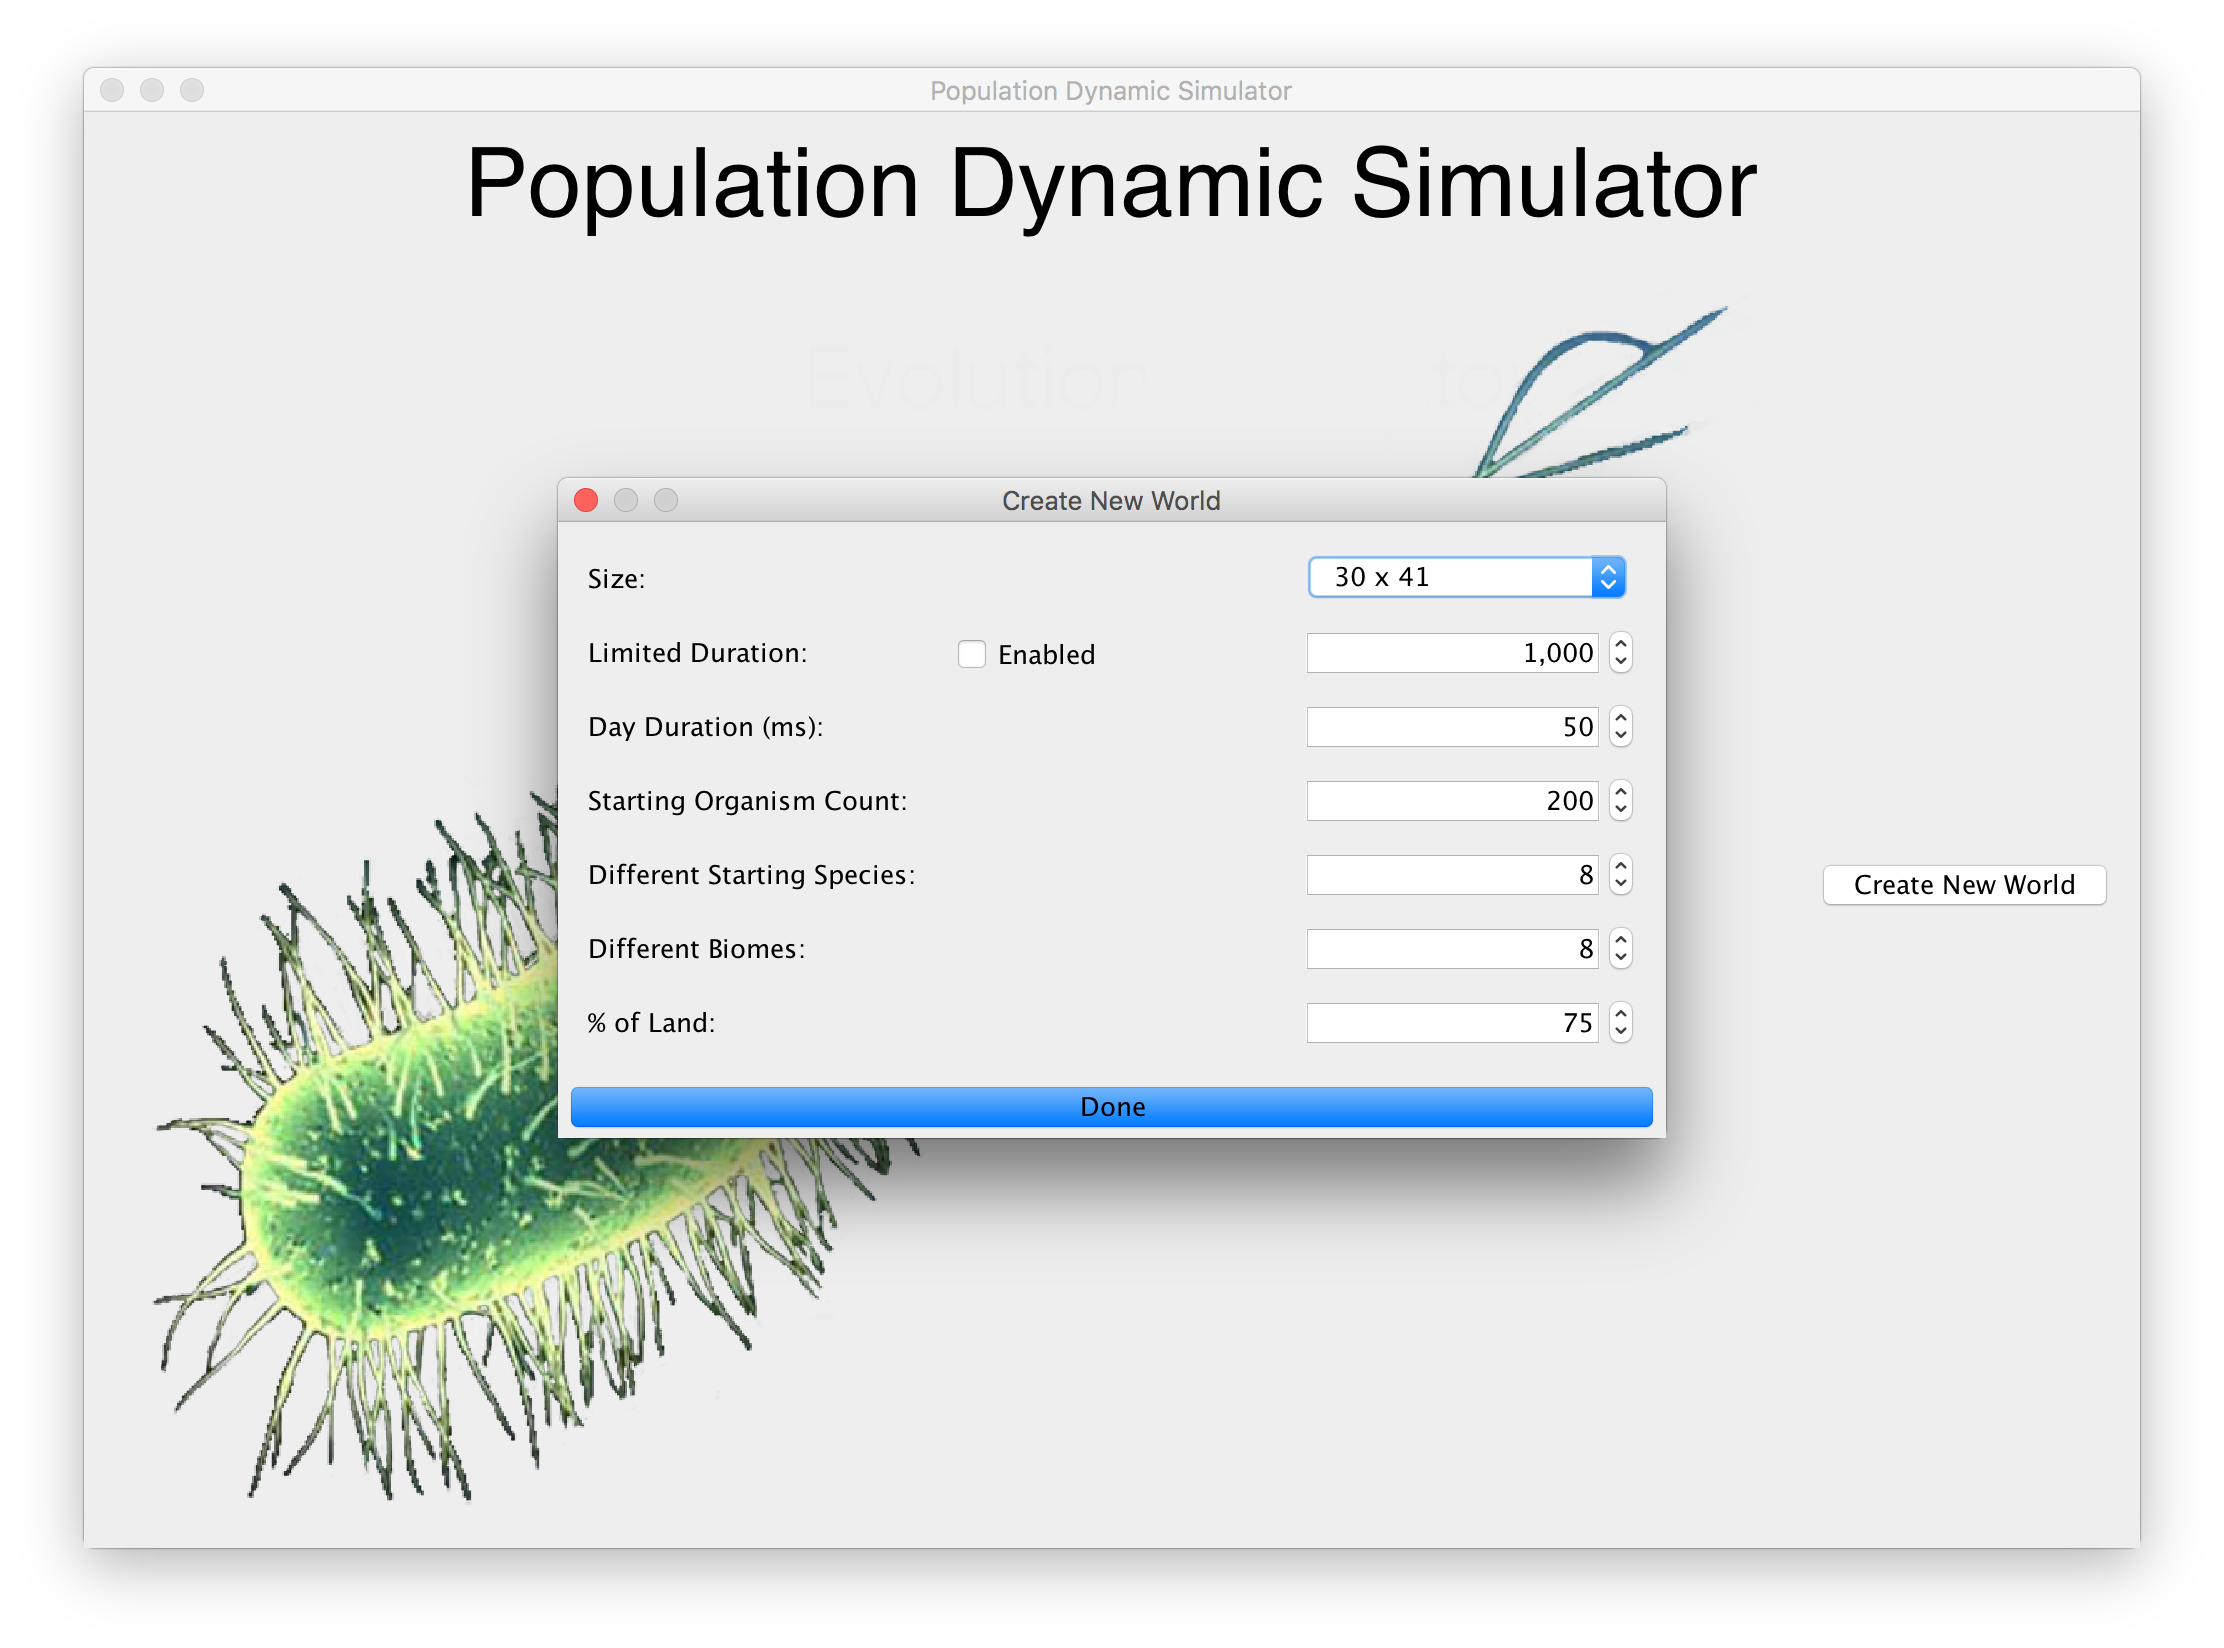 Population Dynamic Simulator
Population Dynamic Simulator
Evolution tor
Create New World
Size: 30 x 41
Limited Duration: Enabled 1,000
Day Duration (ms): 50
Starting Organism Count: 200
Different Starting Species: 8
Different Biomes: 8
% of Land: 75
Done
Create New World